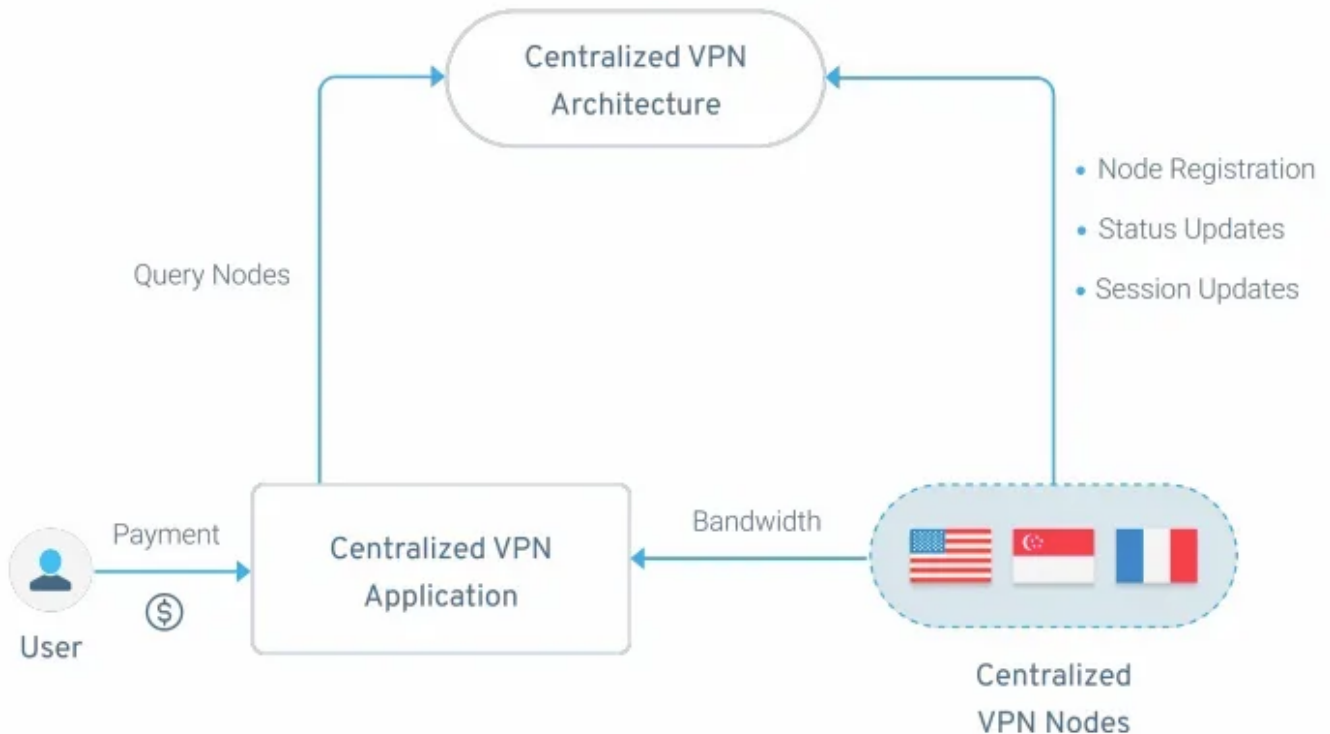 Centralized VPN
Architecture
Node Registration
Status Updates
Session Updates
Query Nodes
Payment
$
User
Centralized VPN
Application
Bandwidth
Centralized
VPN Nodes